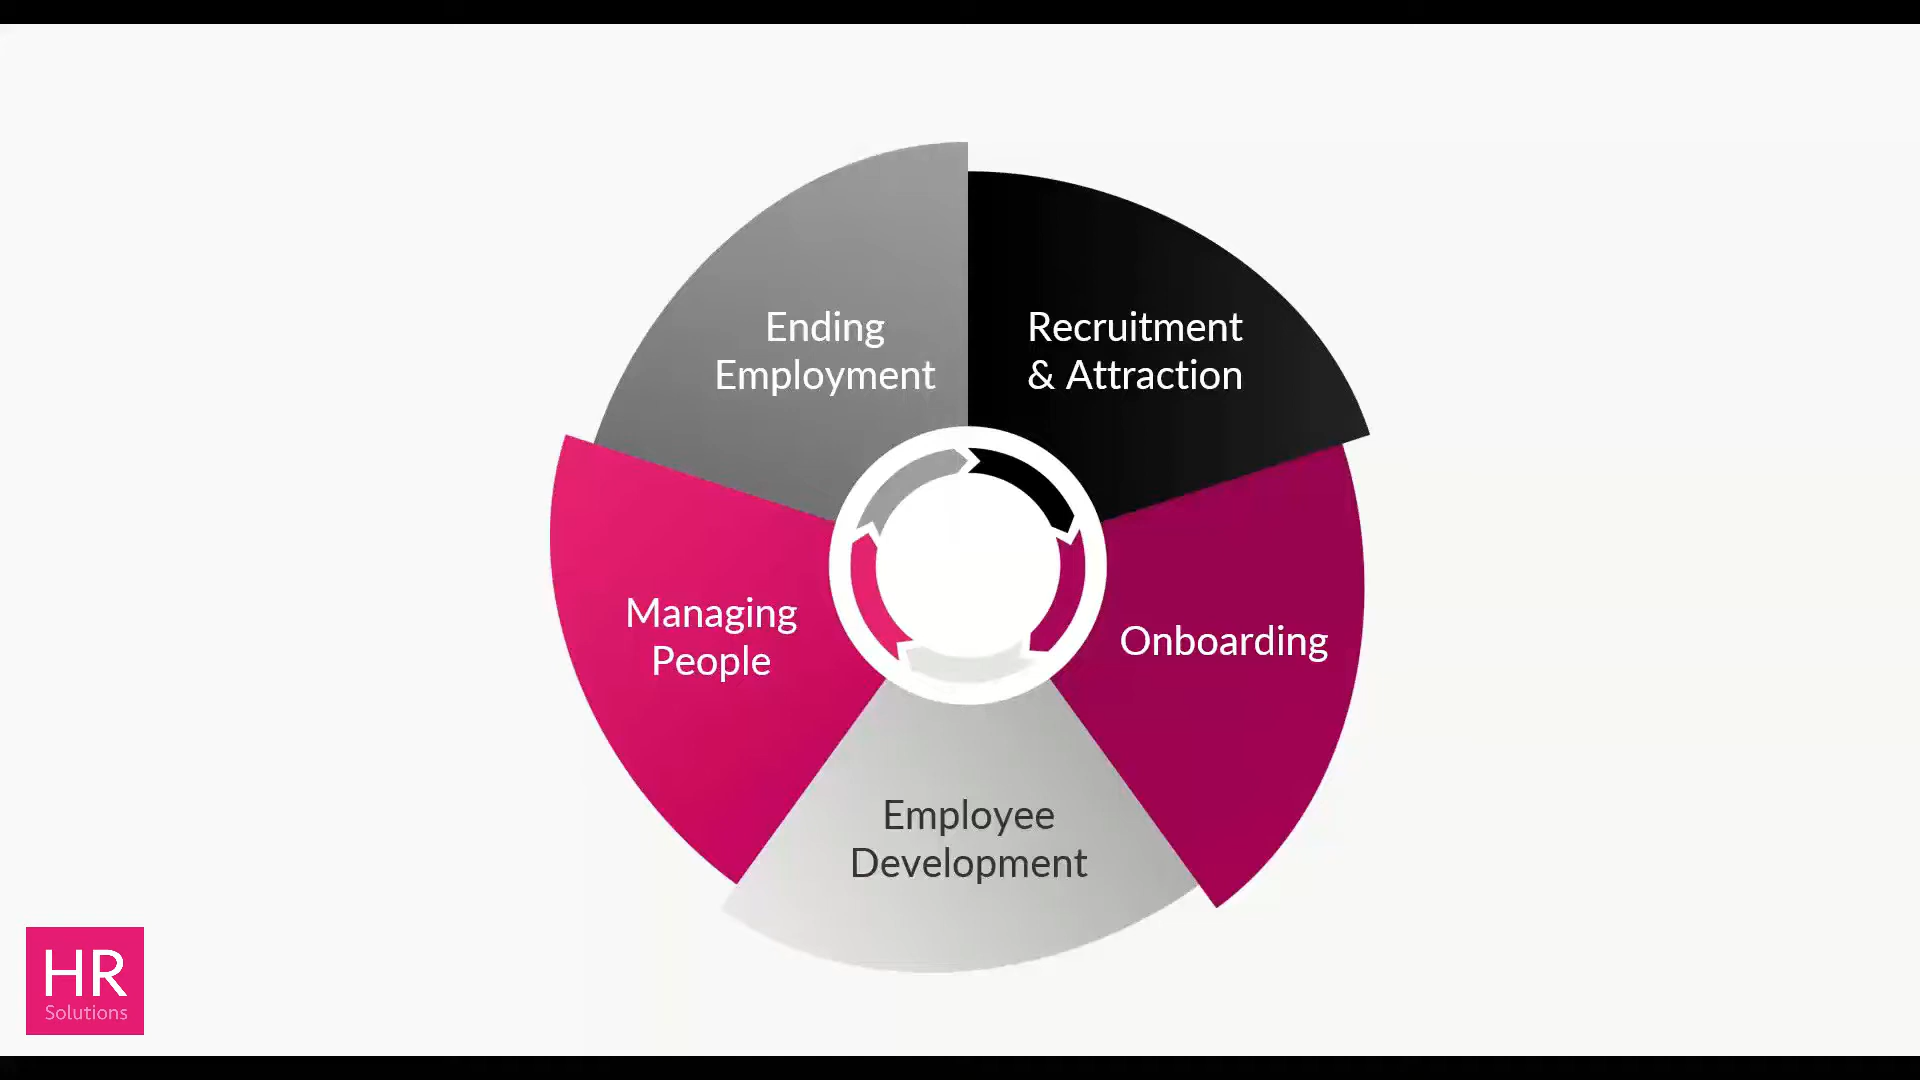 Ending
Employment
Recruitment
& Attraction
Managing
People
Onboarding
Employee
Development
HR
Solutions